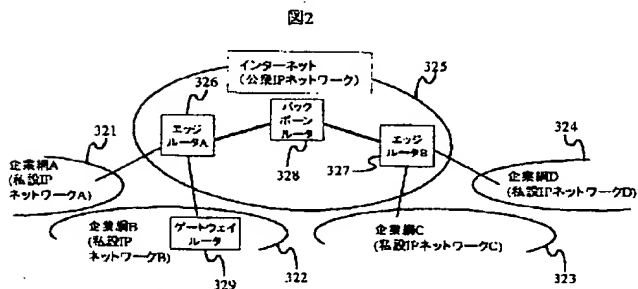 図2
インターネット
(公衆IPネットワーク)
325
326
バック
ボーン
ルータ
エッジ
ルータA
エッジ
ルータB
321
324
328
327
企業網A
(私設IP
ネットワークA)
企業網D
(私設IPネットワークD)
企業網B
(私設IP
ネットワークB)
ゲートウェイ
ルータ
企業網C
(私設IPネットワークC)
329
322
323